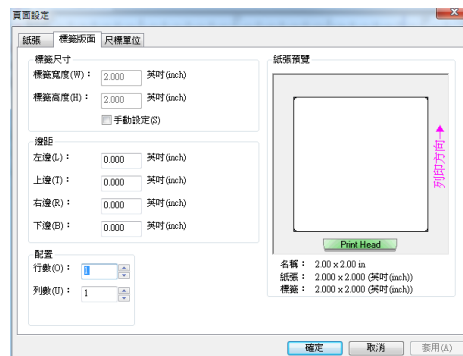 頁面設定
紙張 標籤版面 尺標單位
標籤尺寸
標籤寬度(W)： 2.000 英吋(inch)
標籤高度(H)： 2.000 英吋(inch)
手動設定(S)
邊距
左邊(L)： 0.000 英吋(inch)
上邊(T)： 0.000 英吋(inch)
右邊(R)： 0.000 英吋(inch)
下邊(B)： 0.000 英吋(inch)
配置
行數(O)： 1
列數(U)： 1
紙張預覽
列印方向
Print Head
名稱： 2.00 x 2.00 in
紙張： 2.000 x 2.000 (英吋(inch))
標籤： 2.000 x 2.000 (英吋(inch))
確定 取消 套用(A)